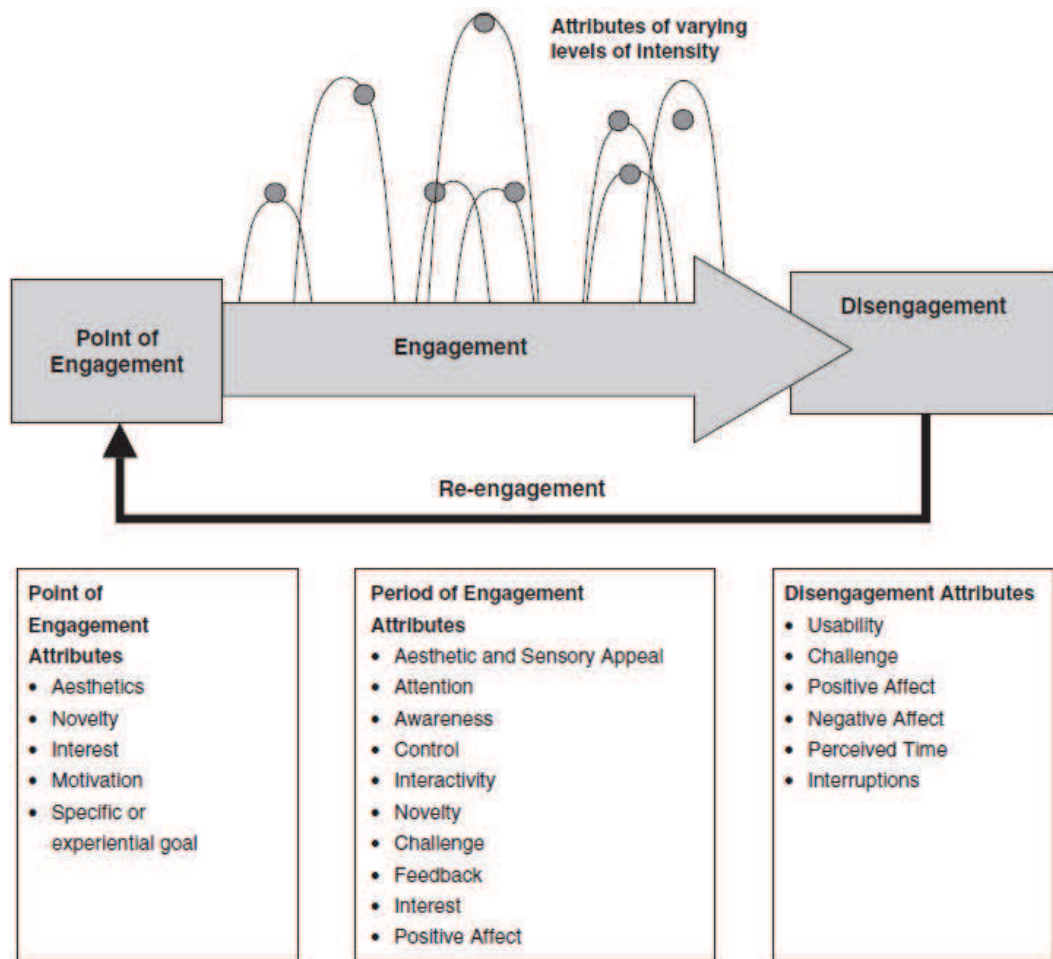 Attributes of varying
levels of intensity
Point of
Engagement
Engagement
Disengagement
Re-engagement
Point of
Engagement
Attributes
• Aesthetics
• Novelty
• Interest
• Motivation
• Specific or
experiential goal
Period of Engagement
Attributes
• Aesthetic and Sensory Appeal
• Attention
• Awareness
• Control
• Interactivity
• Novelty
• Challenge
• Feedback
• Interest
• Positive Affect
Disengagement Attributes
• Usability
• Challenge
• Positive Affect
• Negative Affect
• Perceived Time
• Interruptions